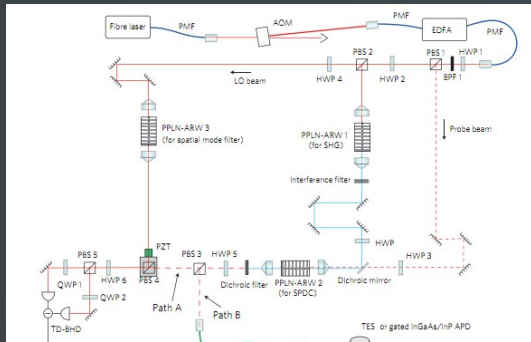 Fibre laser
PMF
AOM
PMF
EDFA
PMF
PBS 2
PBS 1
HWP 1
HWP 4
HWP 2
BPF 1
LO beam
PPLN-ARW 3
(for spatial mode filter)
PPLN-ARW 1
(for SHG)
Probe beam
Interference filter
PZT
PBS 5
PBS 3
HWP 5
HWP
HWP 3
QWP 1
HWP 6
PBS 4
Dichroic filter
PPLN-ARW 2
(for SPDC)
Dichroic mirror
QWP 2
Path A
Path B
TD-BHD
TES or gated InGaAs/InP APD